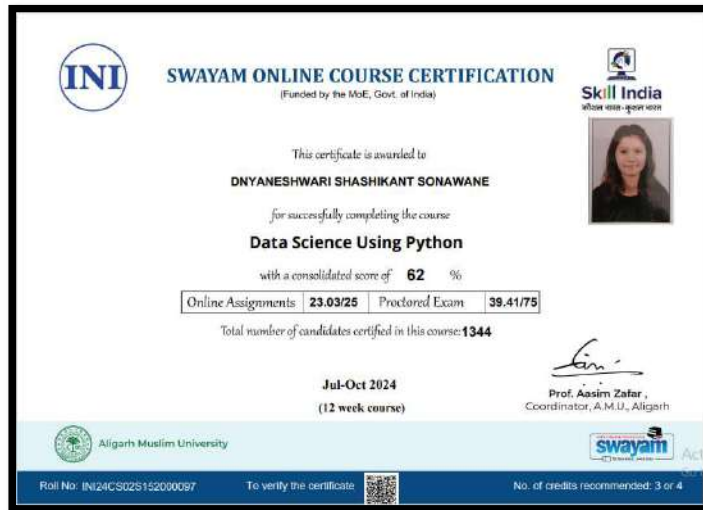 INI
SWAYAM ONLINE COURSE CERTIFICATION
(Funded by the MoE, Govt. of India)
Skill India
कौशल भारत-कुशल भारत
This certificate is awarded to
DNYANESHWARI SHASHIKANT SONAWANE
for successfully completing the course
Data Science Using Python
with a consolidated score of 62 %
Online Assignments 23.03/25 Proctored Exam 39.41/75
Total number of candidates certified in this course:1344
Jul-Oct 2024
(12 week course)
Prof. Aasim Zafar ,
Coordinator, A.M.U., Aligarh
Aligarh Muslim University
swayam
Roll No: INI24CS02S152000097 To verify the certificate No. of credits recommended: 3 or 4